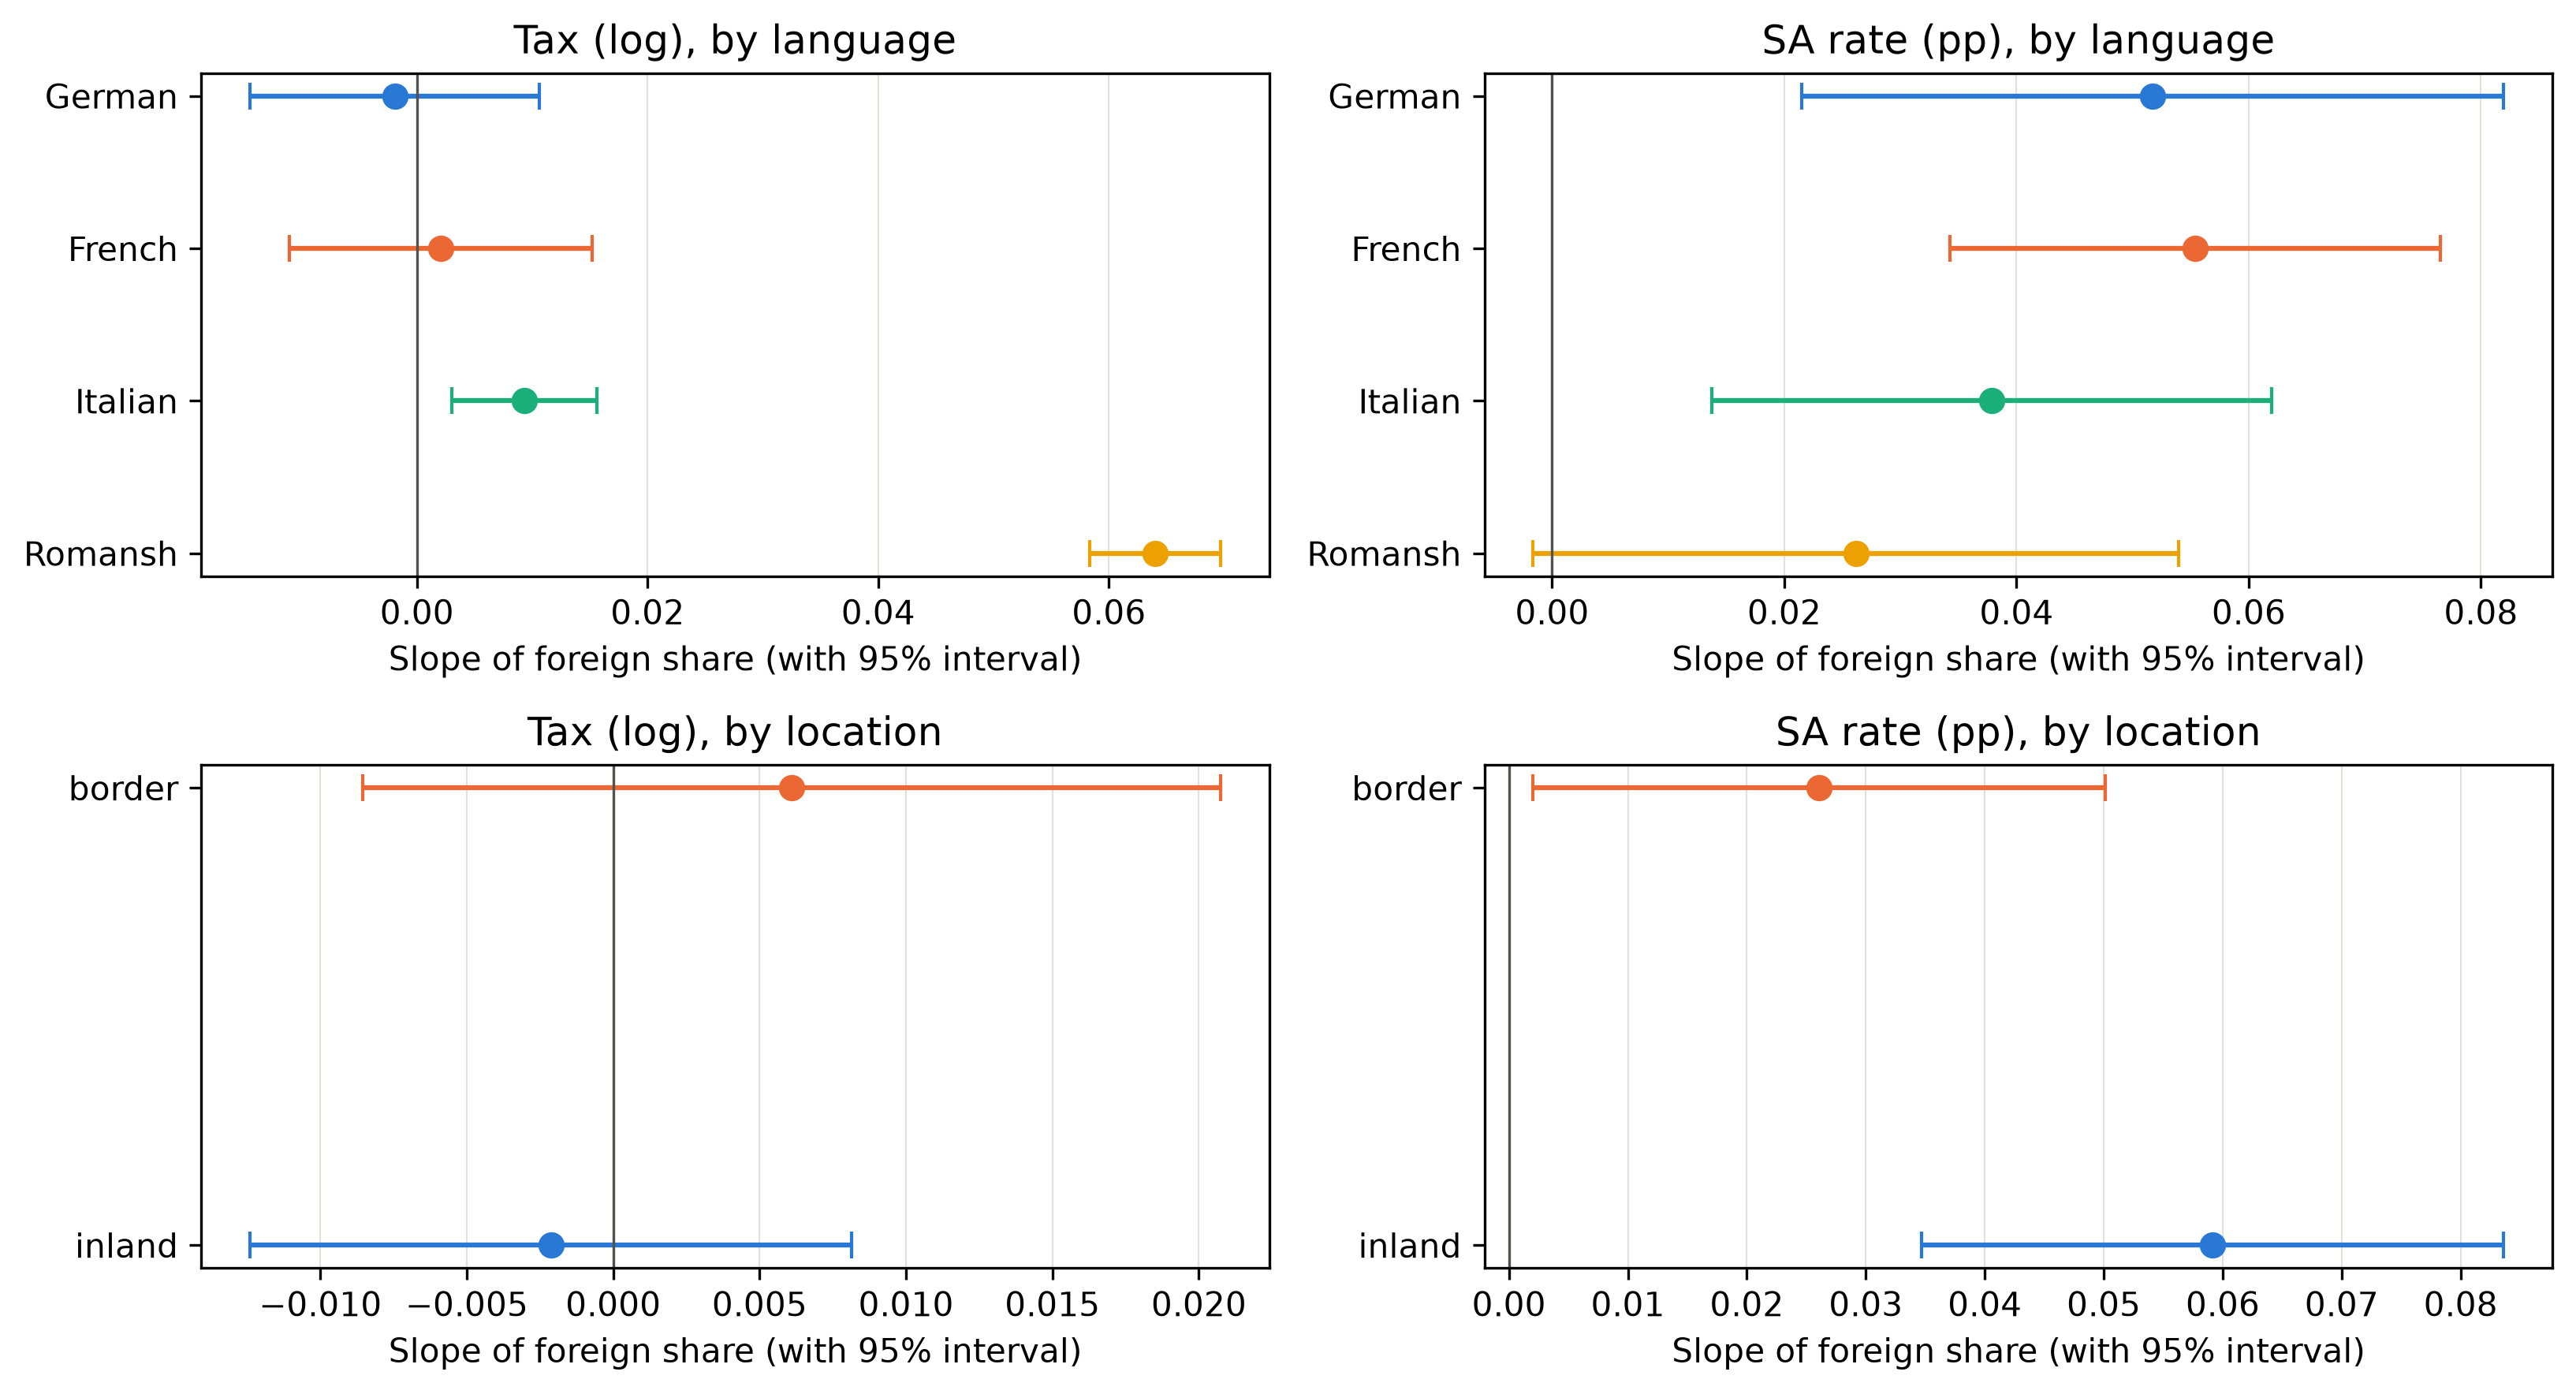 Tax (log), by language
German
French
Italian
Romansh
0.00 0.02 0.04 0.06
Slope of foreign share (with 95% interval)
SA rate (pp), by language
German
French
Italian
Romansh
0.00 0.02 0.04 0.06 0.08
Slope of foreign share (with 95% interval)
Tax (log), by location
border
inland
−0.010 −0.005 0.000 0.005 0.010 0.015 0.020
Slope of foreign share (with 95% interval)
SA rate (pp), by location
border
inland
0.00 0.01 0.02 0.03 0.04 0.05 0.06 0.07 0.08
Slope of foreign share (with 95% interval)